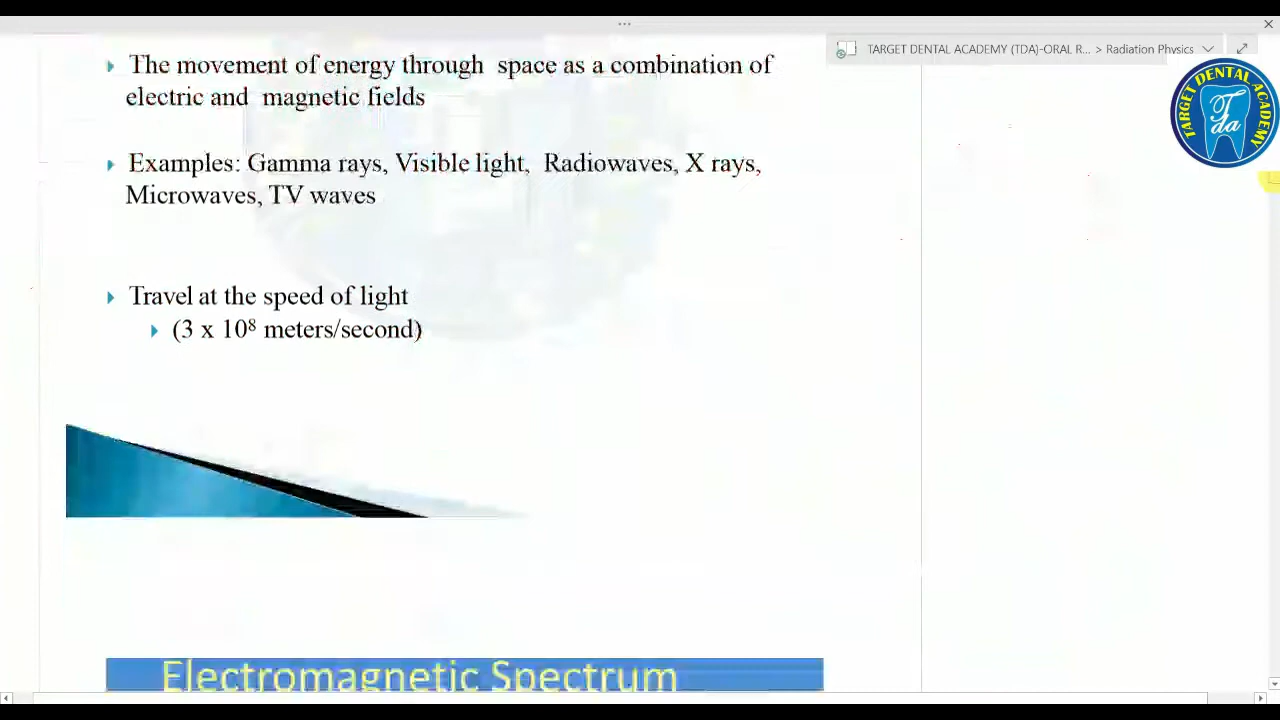 TARGET DENTAL ACADEMY (TDA)-ORAL R... > Radiation Physics
TARGET DENTAL ACADEMY
Tda
The movement of energy through space as a combination of
electric and magnetic fields
Examples: Gamma rays, Visible light, Radiowaves, X rays,
Microwaves, TV waves
Travel at the speed of light
(3 x 10⁸ meters/second)
Electromagnetic Spectrum